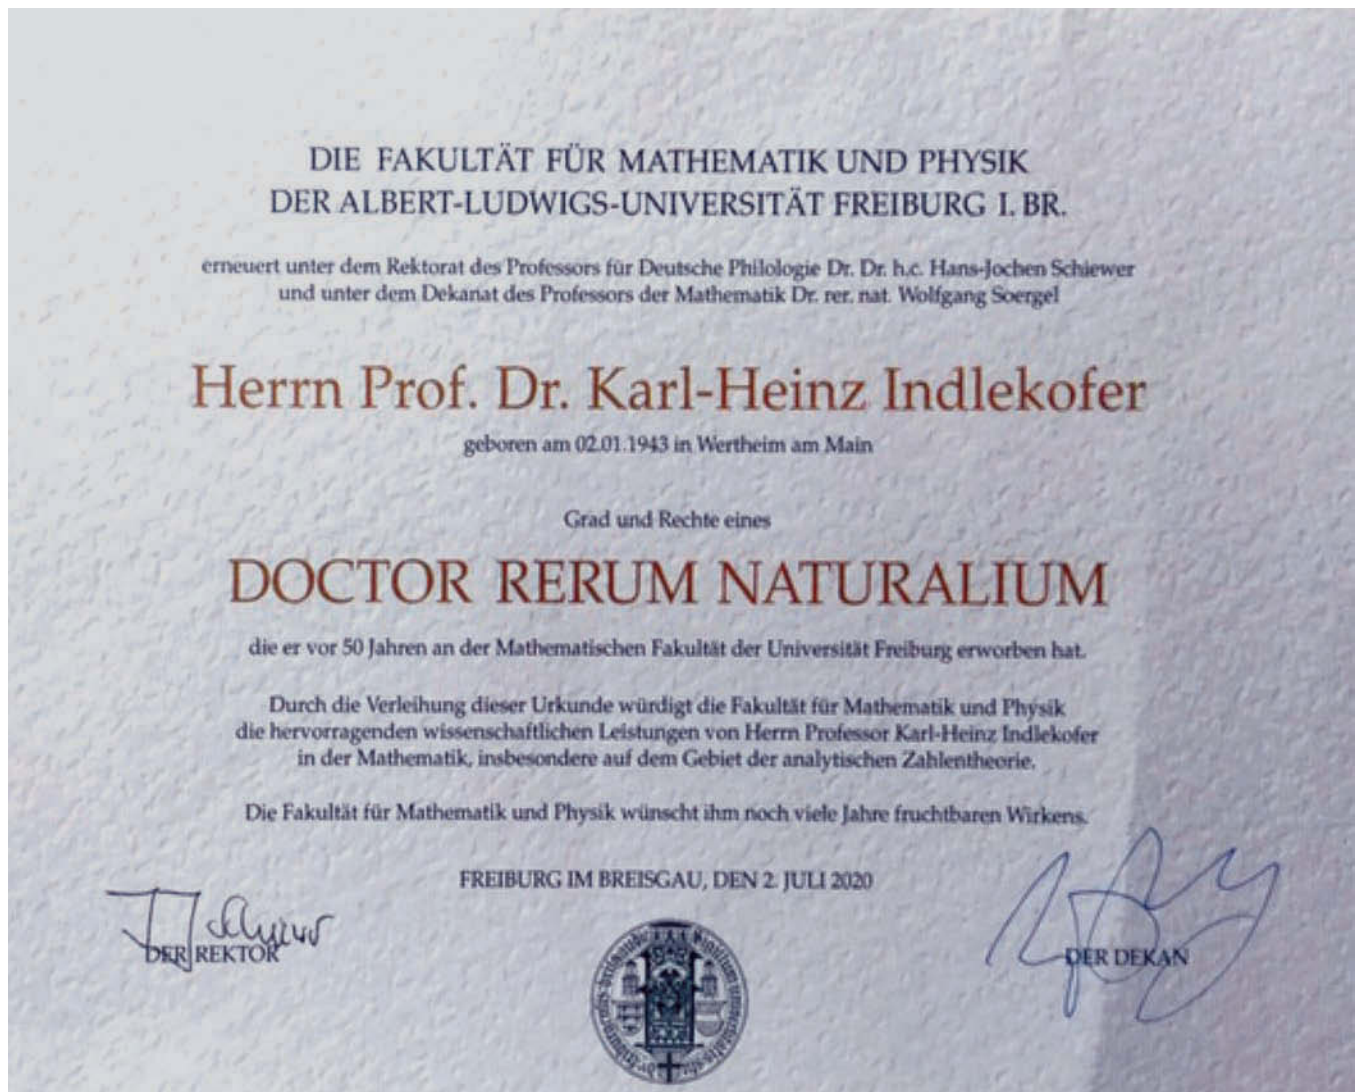 DIE FAKULTÄT FÜR MATHEMATIK UND PHYSIK
DER ALBERT-LUDWIGS-UNIVERSITÄT FREIBURG I. BR.
erneuert unter dem Rektorat des Professors für Deutsche Philologie Dr. Dr. h.c. Hans-Jochen Schiewer
und unter dem Dekanat des Professors der Mathematik Dr. rer. nat. Wolfgang Soergel
Herrn Prof. Dr. Karl-Heinz Indlekofer
geboren am 02.01.1943 in Wertheim am Main
Grad und Rechte eines
DOCTOR RERUM NATURALIUM
die er vor 50 Jahren an der Mathematischen Fakultät der Universität Freiburg erworben hat.
Durch die Verleihung dieser Urkunde würdigt die Fakultät für Mathematik und Physik
die hervorragenden wissenschaftlichen Leistungen von Herrn Professor Karl-Heinz Indlekofer
in der Mathematik, insbesondere auf dem Gebiet der analytischen Zahlentheorie.
Die Fakultät für Mathematik und Physik wünscht ihm noch viele Jahre fruchtbaren Wirkens.
FREIBURG IM BREISGAU, DEN 2. JULI 2020
DER REKTOR
DER DEKAN